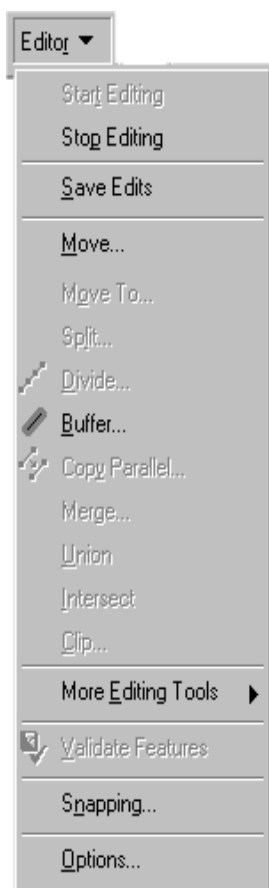 Editor
Start Editing
Stop Editing
Save Edits
Move...
Move To...
Split...
Divide...
Buffer...
Copy Parallel...
Merge...
Union
Intersect
Clip...
More Editing Tools
Validate Features
Snapping...
Options...